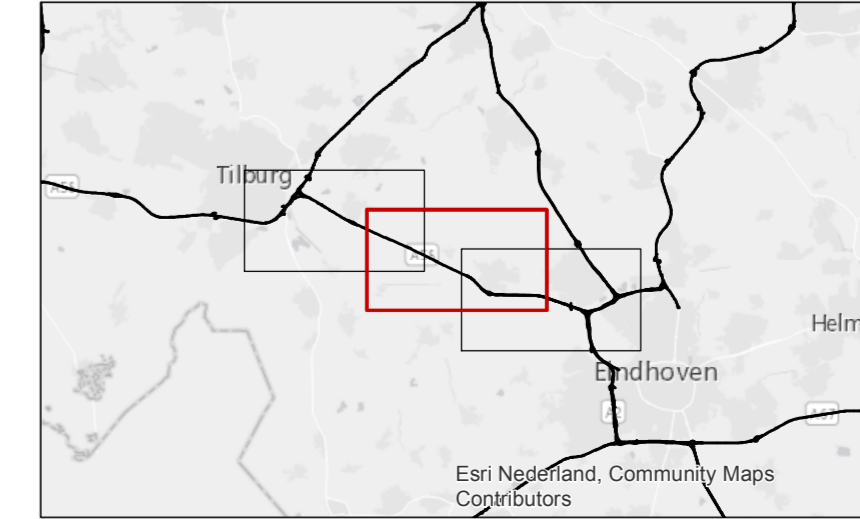 Tilburg
A58
A58
Helm
Eindhoven
A2
A67
Esri Nederland, Community Maps
Contributors